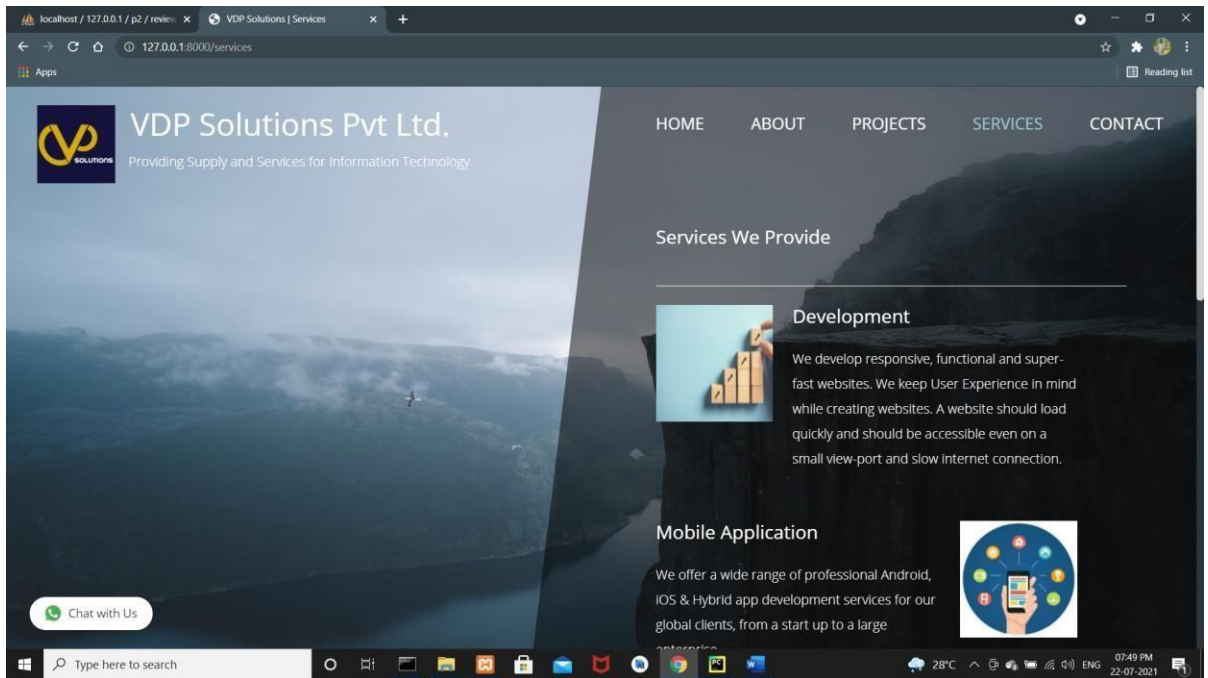 localhost / 127.0.0.1 / p2 / review
VDP Solutions | Services
127.0.0.1:8000/services
Apps
Reading list
VP
SOLUTIONS
VDP Solutions Pvt Ltd.
Providing Supply and Services for Information Technology.
HOME ABOUT PROJECTS SERVICES CONTACT
Services We Provide
Development
We develop responsive, functional and super-
fast websites. We keep User Experience in mind
while creating websites. A website should load
quickly and should be accessible even on a
small view-port and slow internet connection.
Mobile Application
We offer a wide range of professional Android,
iOS & Hybrid app development services for our
global clients, from a start up to a large
enterprise
Chat with Us
Type here to search
PC
28°C
ENG
07:49 PM
22-07-2021
1